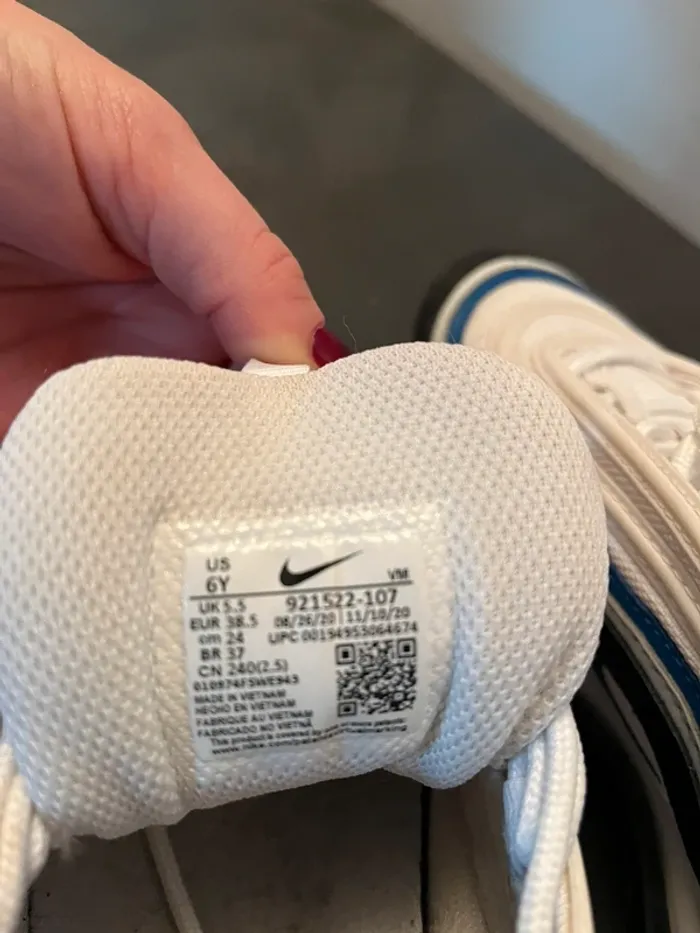 US
6Y
VM
UK 5.5
921522-107
EUR 38.5
08/26/20 11/10/20
cm 24
UPC 00194953064674
BR 37
CN 240(2.5)
MADE IN VIETNAM
HECHO EN VIETNAM
FABRIQUE AU VIETNAM
FABRICADO NO VIETNÃ